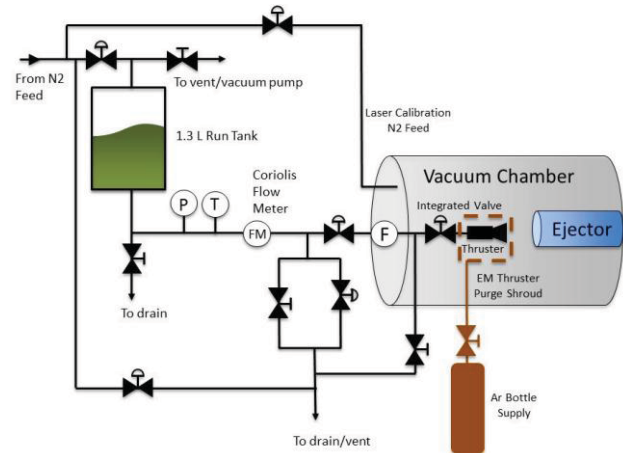 From N2
Feed
To vent/vacuum pump
1.3 L Run Tank
Laser Calibration
N2 Feed
Coriolis
Flow
Meter
Vacuum Chamber
Integrated Valve
P
T
FM
F
Thruster
Ejector
EM Thruster
Purge Shroud
To drain
Ar Bottle
Supply
To drain/vent